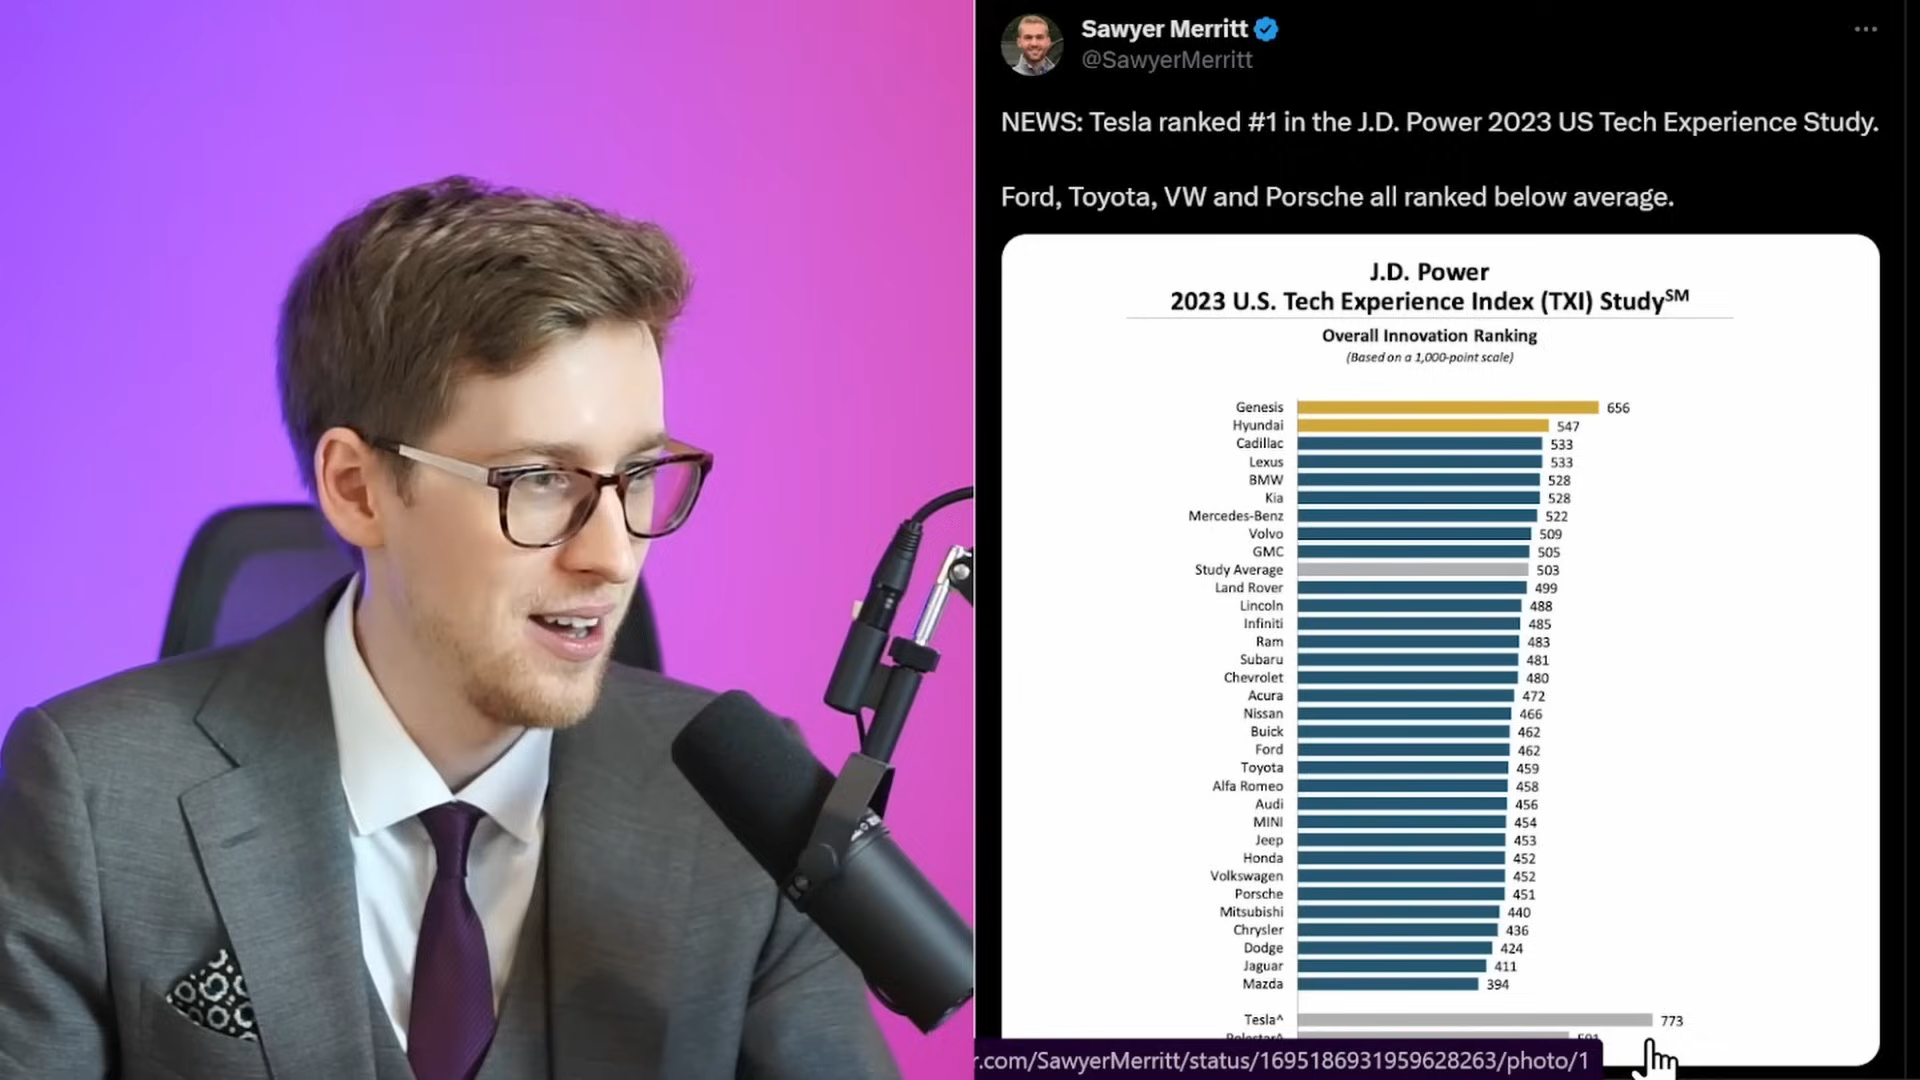 Sawyer Merritt
@SawyerMerritt
NEWS: Tesla ranked #1 in the J.D. Power 2023 US Tech Experience Study.
Ford, Toyota, VW and Porsche all ranked below average.
J.D. Power
2023 U.S. Tech Experience Index (TXI) Study℠
Overall Innovation Ranking
(Based on a 1,000-point scale)
Genesis 656
Hyundai 547
Cadillac 533
Lexus 533
BMW 528
Kia 528
Mercedes-Benz 522
Volvo 509
GMC 505
Study Average 503
Land Rover 499
Lincoln 488
Infiniti 485
Ram 483
Subaru 481
Chevrolet 480
Acura 472
Nissan 466
Buick 462
Ford 462
Toyota 459
Alfa Romeo 458
Audi 456
MINI 454
Jeep 453
Honda 452
Volkswagen 452
Porsche 451
Mitsubishi 440
Chrysler 436
Dodge 424
Jaguar 411
Mazda 394
Tesla^ 773
.com/SawyerMerritt/status/1695186931959628263/photo/1